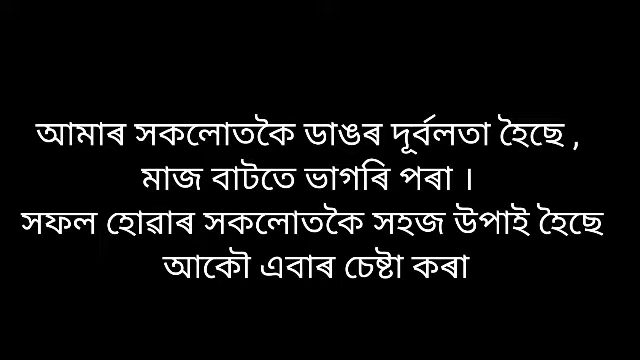 আমাৰ সকলোতকৈ ডাঙৰ দূৰ্বলতা হৈছে ,
মাজ বাটতে ভাগৰি পৰা ।
সফল হোৱাৰ সকলোতকৈ সহজ উপাই হৈছে
আকৌ এবাৰ চেষ্টা কৰা